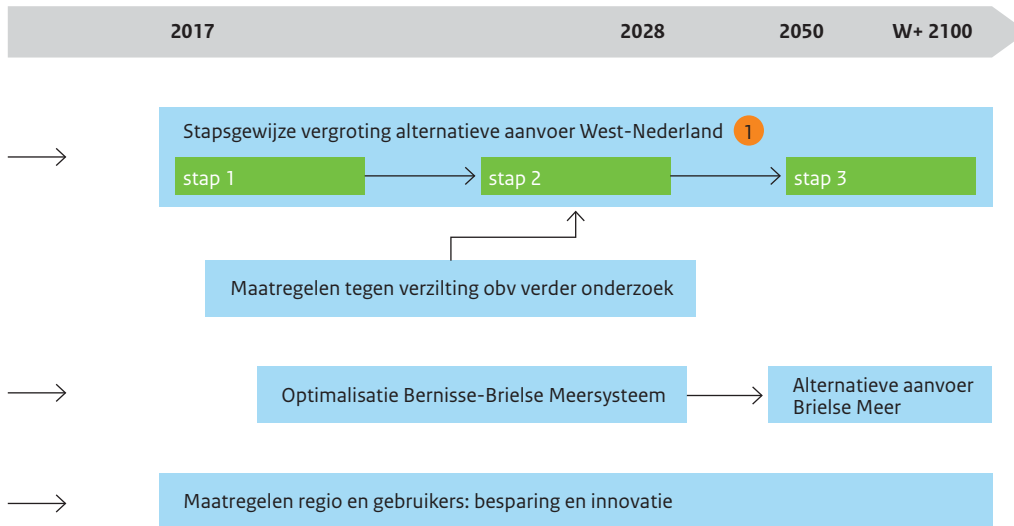 2017 2028 2050 W+ 2100
Stapsgewijze vergroting alternatieve aanvoer West-Nederland 1
stap 1 stap 2 stap 3
Maatregelen tegen verzilting obv verder onderzoek
Optimalisatie Bernisse-Brielse Meersysteem
Alternatieve aanvoer
Brielse Meer
Maatregelen regio en gebruikers: besparing en innovatie